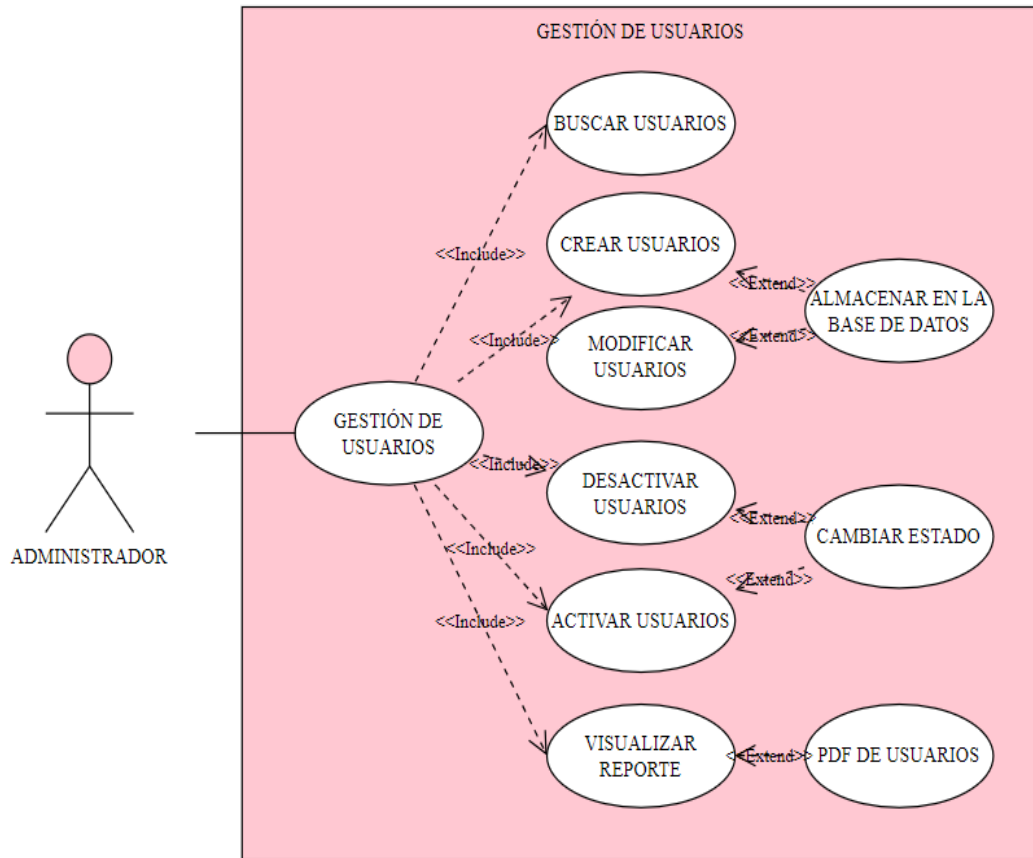 GESTIÓN DE USUARIOS
BUSCAR USUARIOS
<<Include>>
CREAR USUARIOS
<<Extend>>
ALMACENAR EN LA
BASE DE DATOS
<<Include>>
MODIFICAR
USUARIOS
<<Extend>>
GESTIÓN DE
USUARIOS
ADMINISTRADOR
<<Include>>
DESACTIVAR
USUARIOS
<<Extend>>
CAMBIAR ESTADO
<<Include>>
<<Extend>>
ACTIVAR USUARIOS
<<Include>>
VISUALIZAR
REPORTE
<<Extend>>
PDF DE USUARIOS